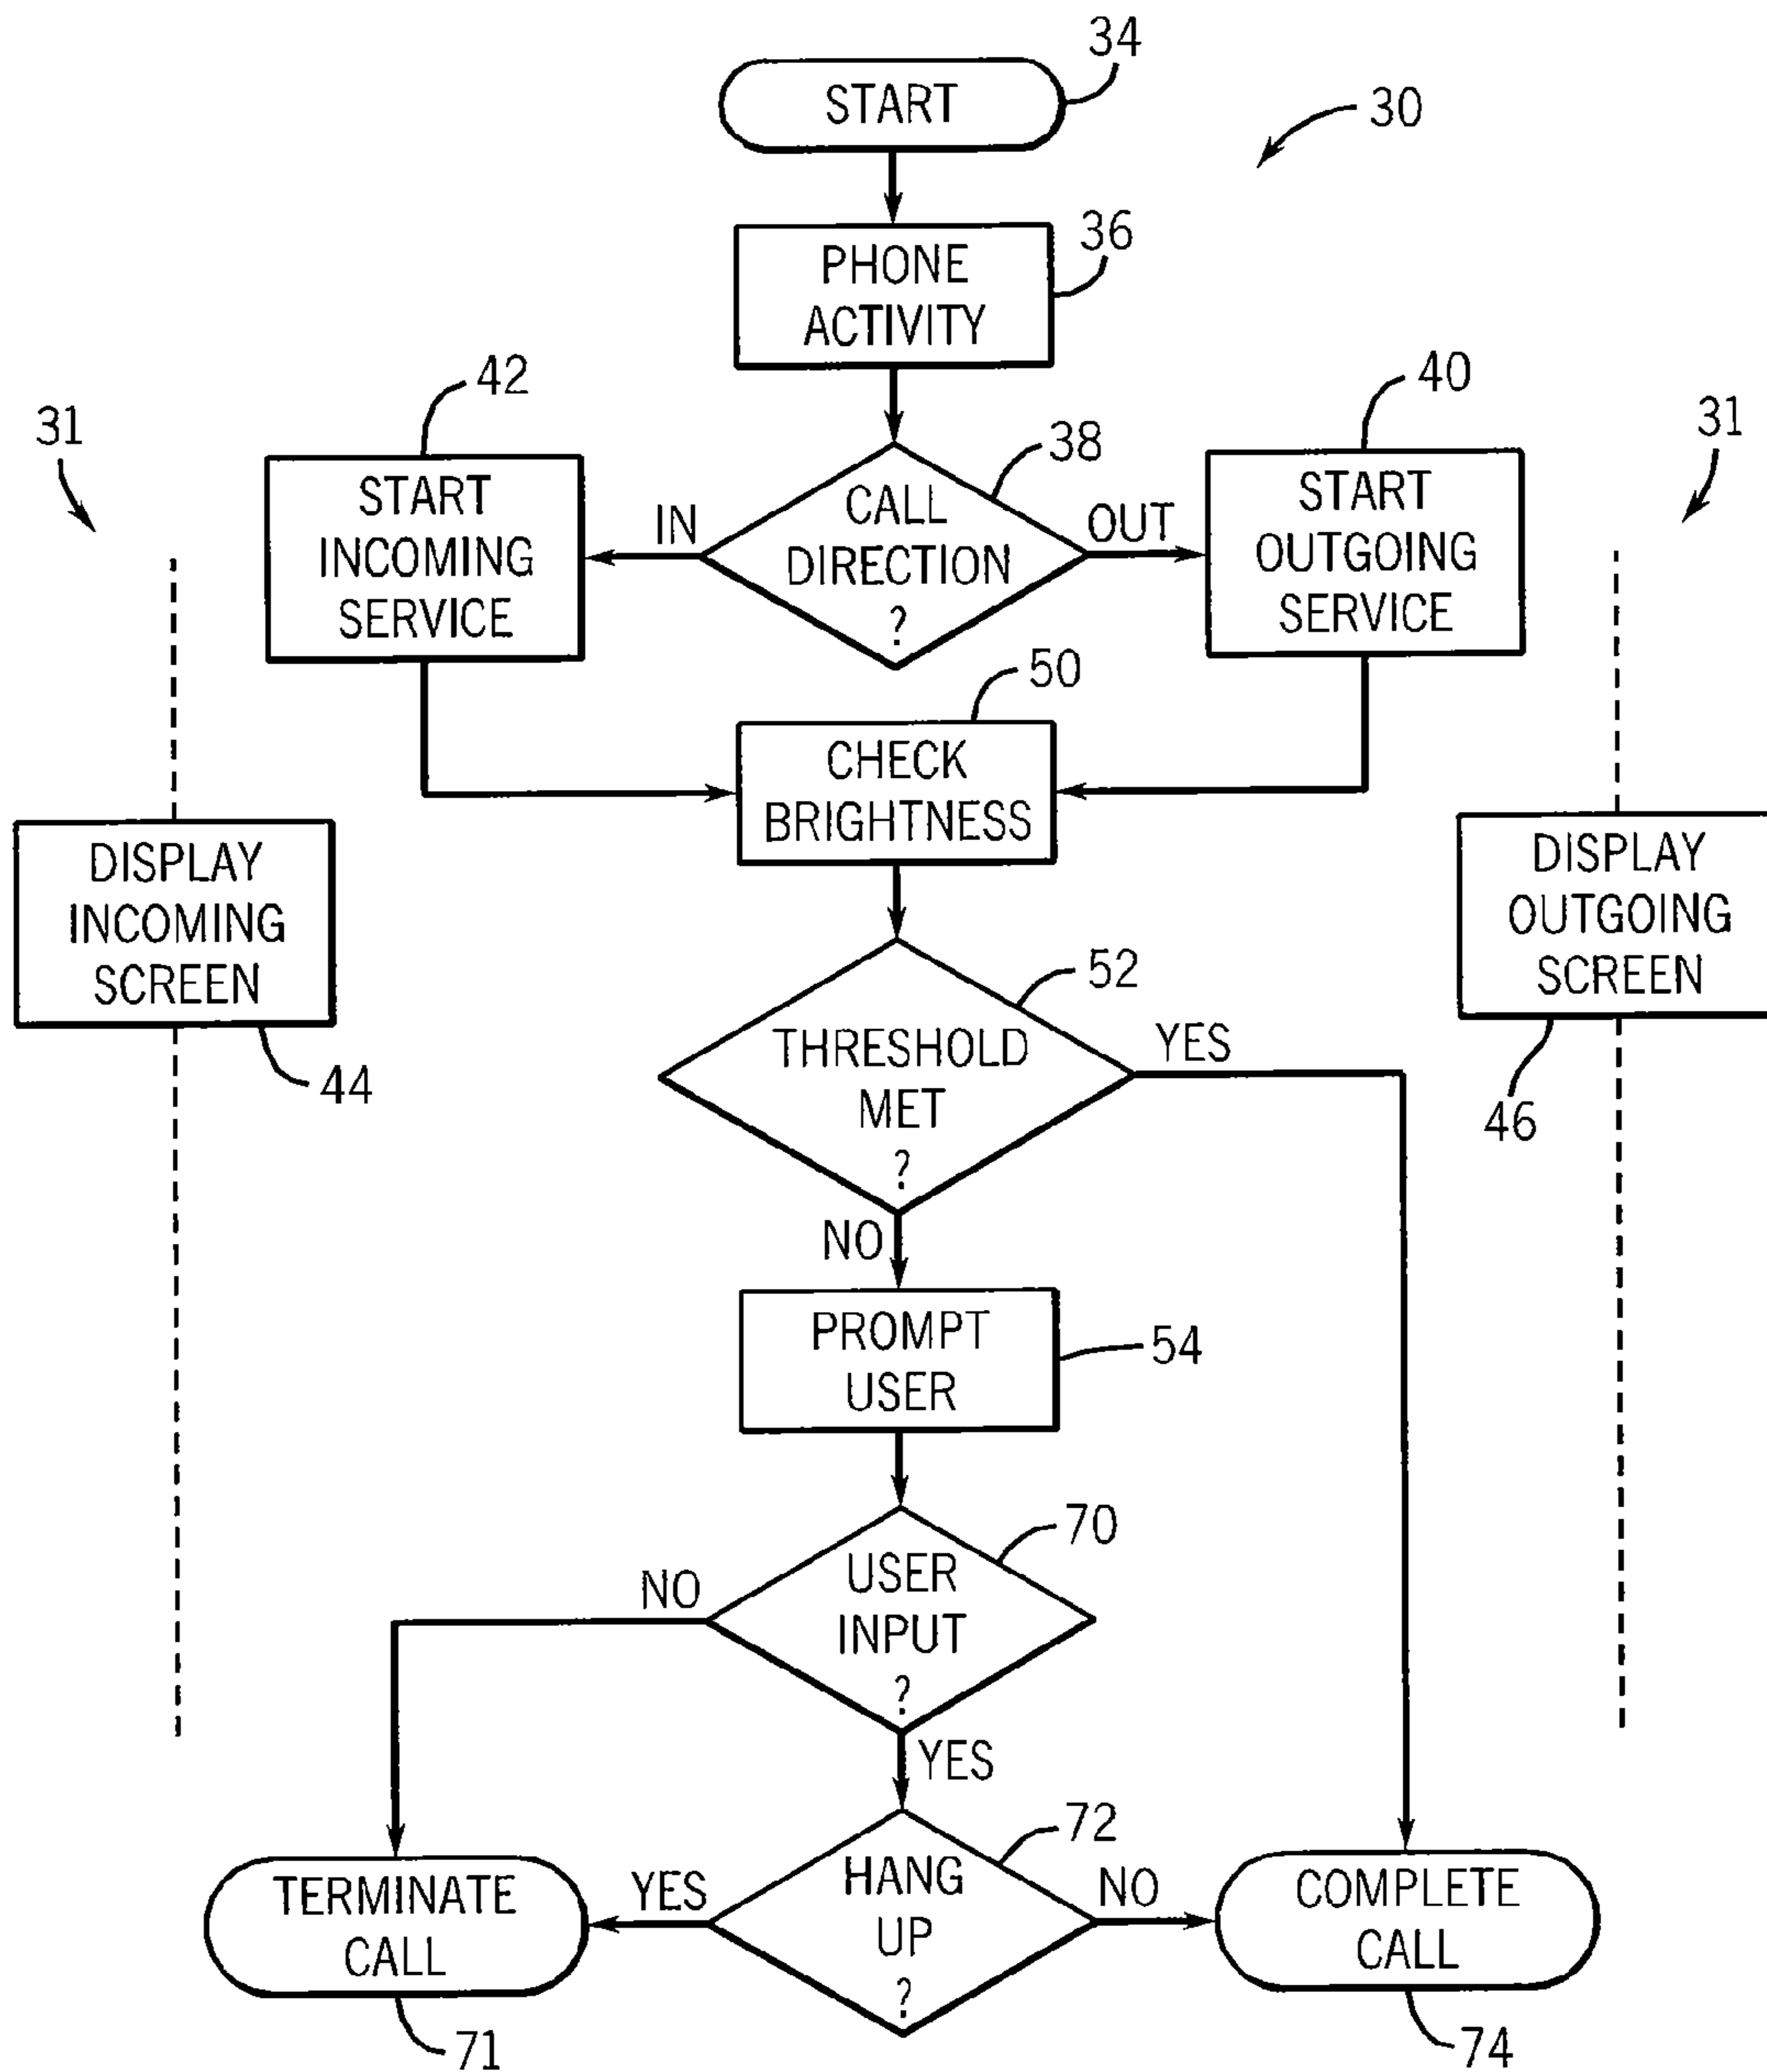 34
START
30
36
PHONE
ACTIVITY
42
40
31
38
31
START
INCOMING
SERVICE
IN
CALL
DIRECTION
?
OUT
START
OUTGOING
SERVICE
50
CHECK
BRIGHTNESS
DISPLAY
INCOMING
SCREEN
44
DISPLAY
OUTGOING
SCREEN
46
52
THRESHOLD
MET
?
YES
NO
PROMPT
USER
54
70
USER
INPUT
?
NO
YES
72
HANG
UP
?
YES
NO
TERMINATE
CALL
71
COMPLETE
CALL
74